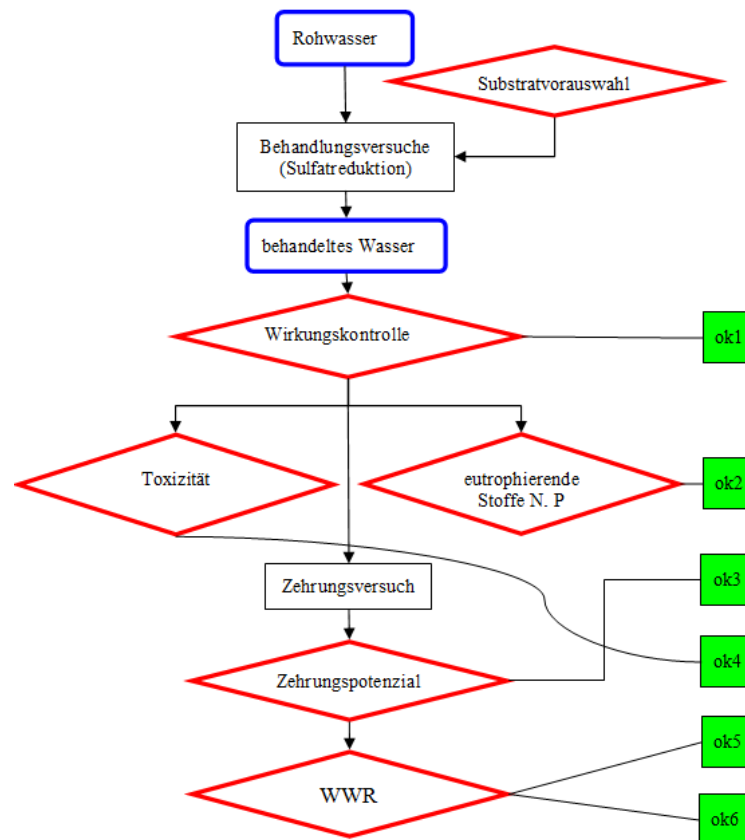 Rohwasser
Substratvorauswahl
Behandlungsversuche
(Sulfatreduktion)
behandeltes Wasser
Wirkungskontrolle
ok1
Toxizität
eutrophierende
Stoffe N. P
ok2
Zehrungsversuch
ok3
ok4
Zehrungspotenzial
ok5
WWR
ok6